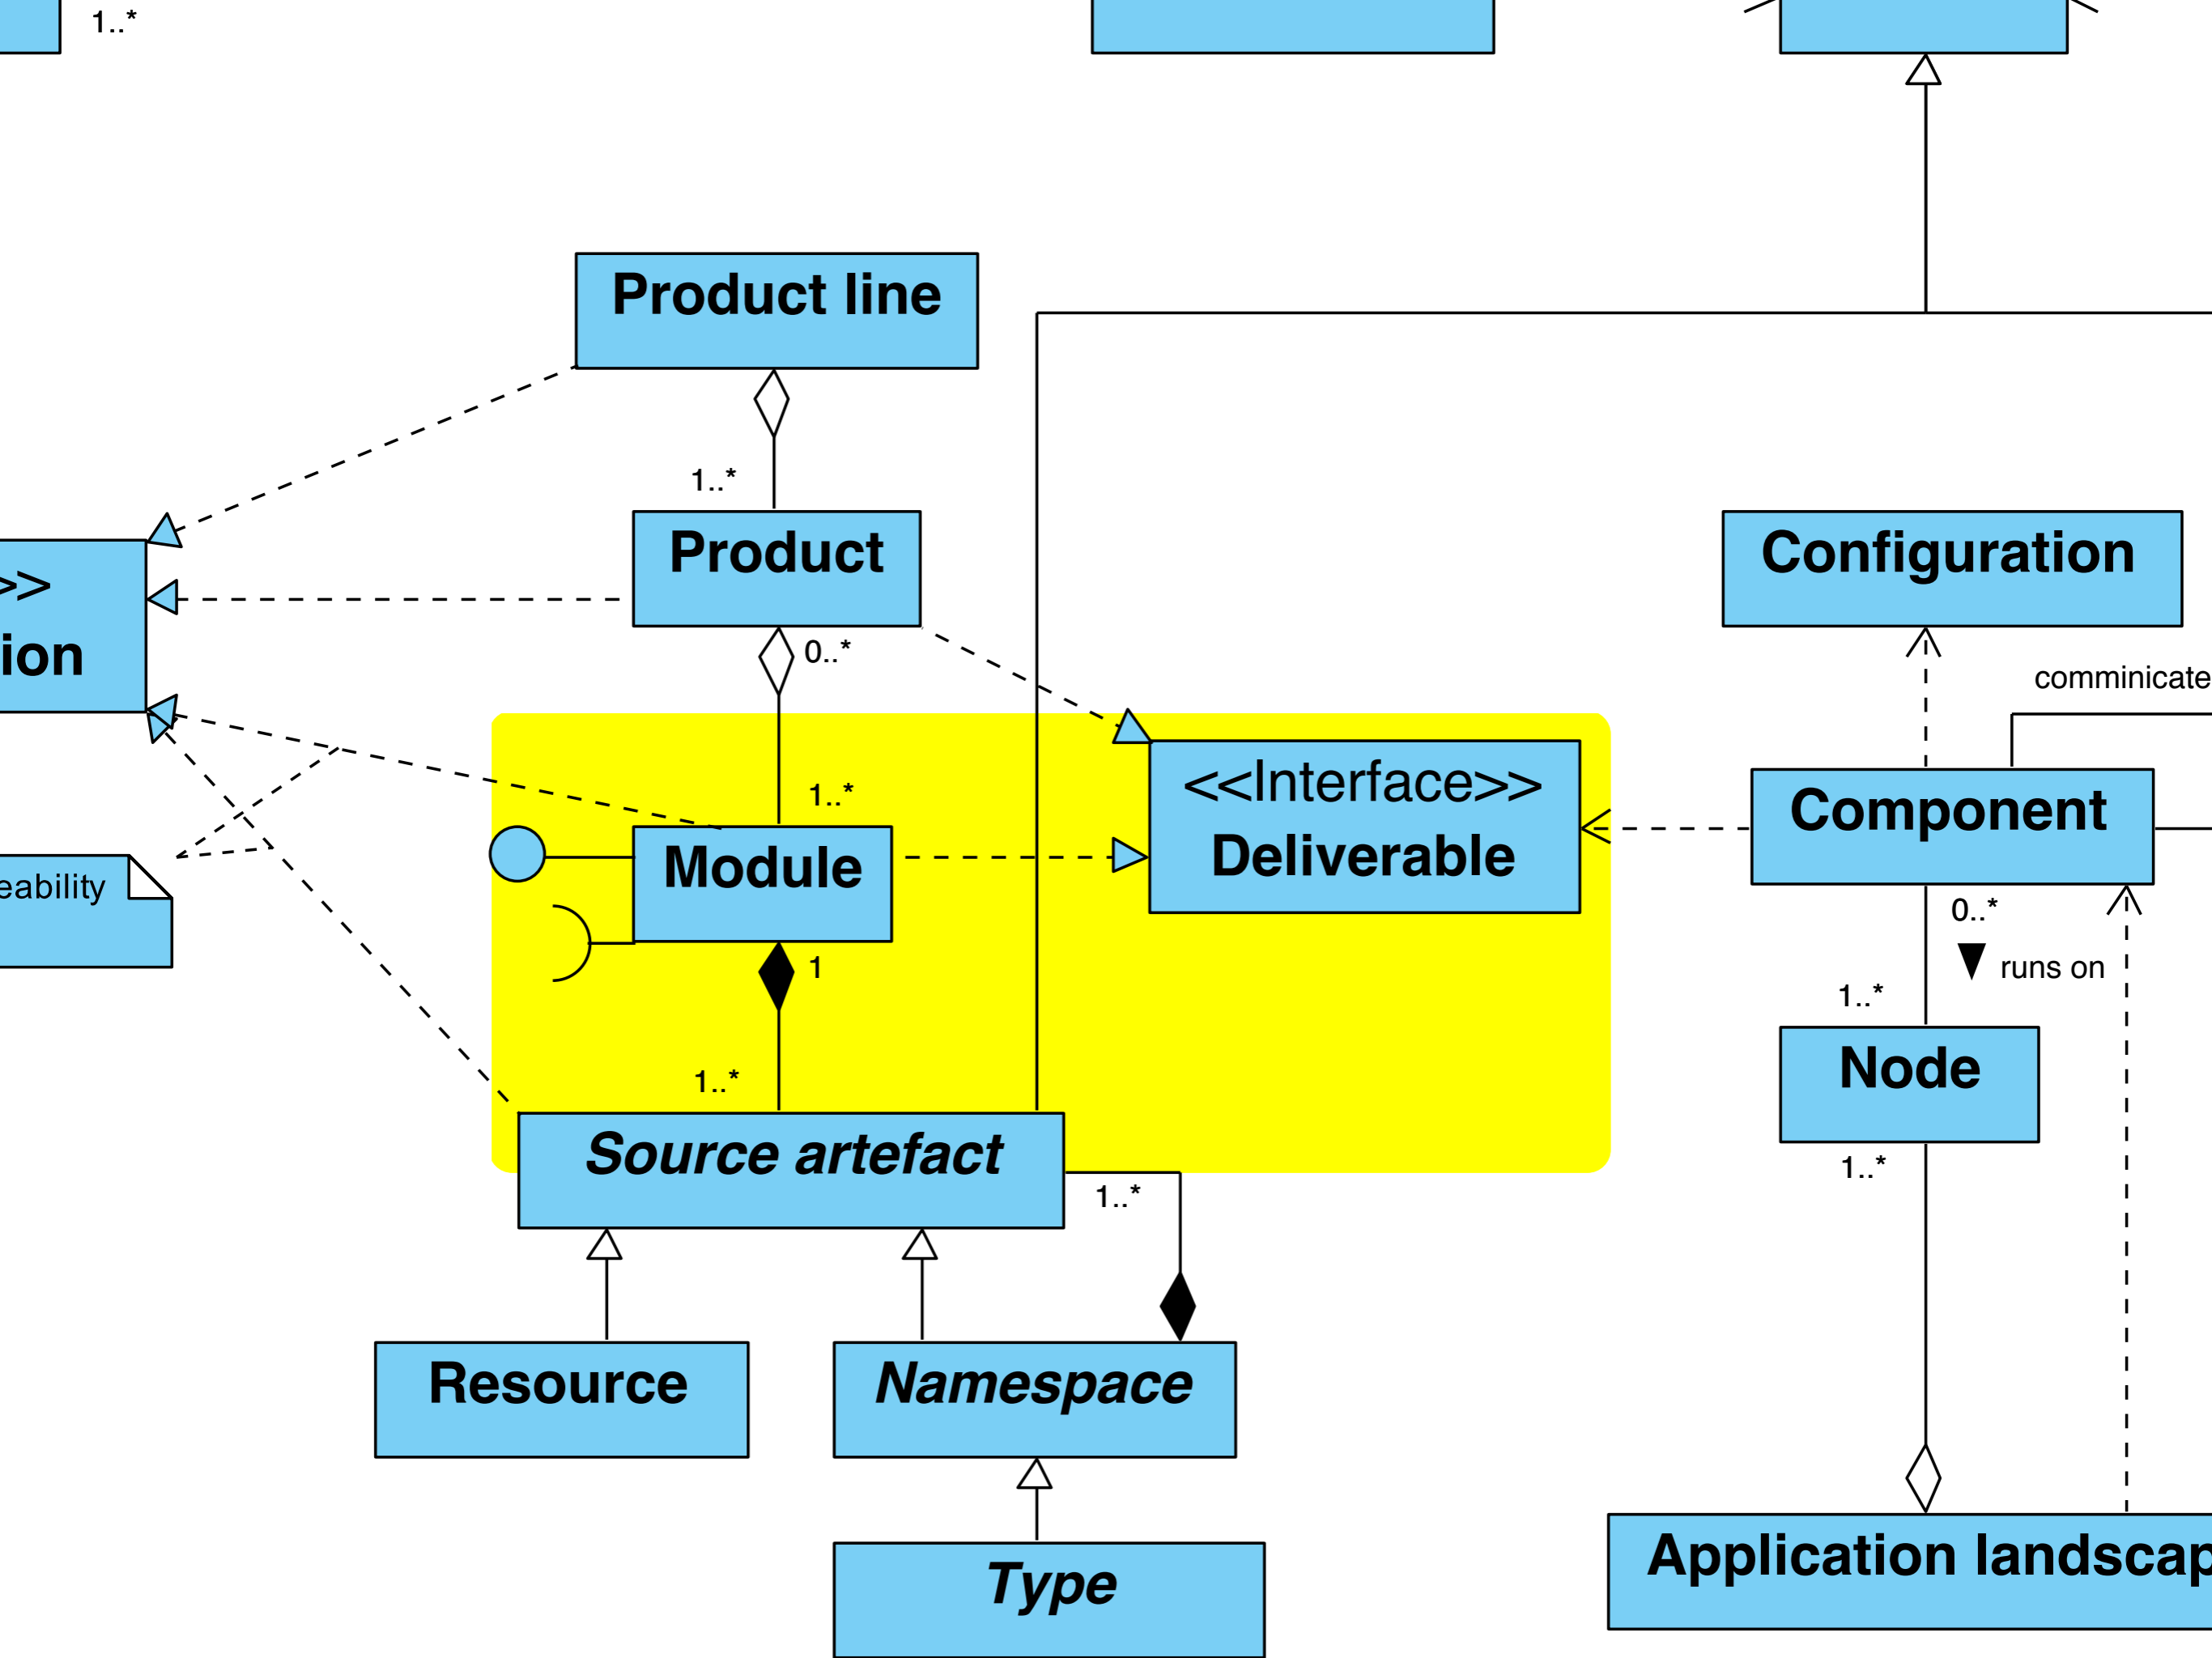 1..*
Product line
1..*
Product
Configuration
>>
ion
0..*
comminicate
1..*
<<Interface>>
Deliverable
Component
Module
eability
0..*
1
runs on
1..*
1..*
Node
Source artefact
1..*
1..*
Resource
Namespace
Type
Application landscap